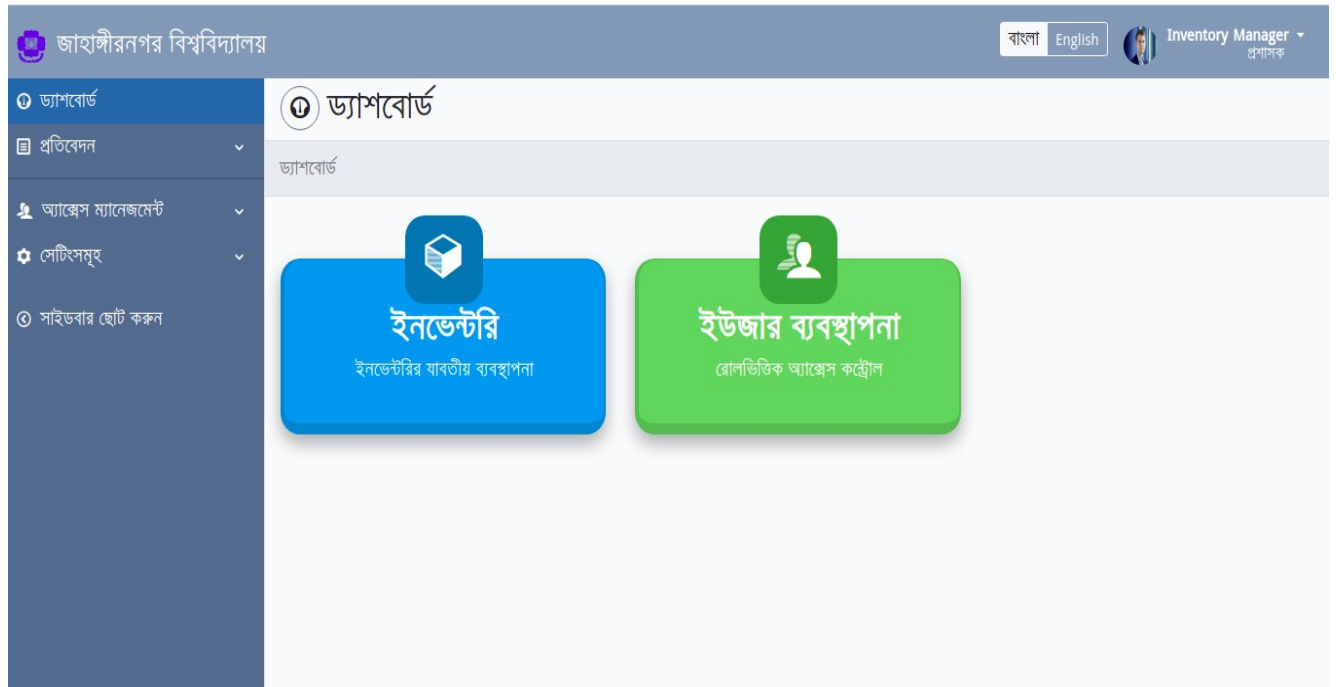 জাহাঙ্গীরনগর বিশ্ববিদ্যালয়
বাংলা English
Inventory Manager
প্রশাসক
ড্যাশবোর্ড
প্রতিবেদন
অ্যাক্সেস ম্যানেজমেন্ট
সেটিংসমূহ
সাইডবার ছোট করুন
ড্যাশবোর্ড
ড্যাশবোর্ড
ইনভেন্টরি
ইনভেন্টরির যাবতীয় ব্যবস্থাপনা
ইউজার ব্যবস্থাপনা
রোলভিত্তিক অ্যাক্সেস কন্ট্রোল